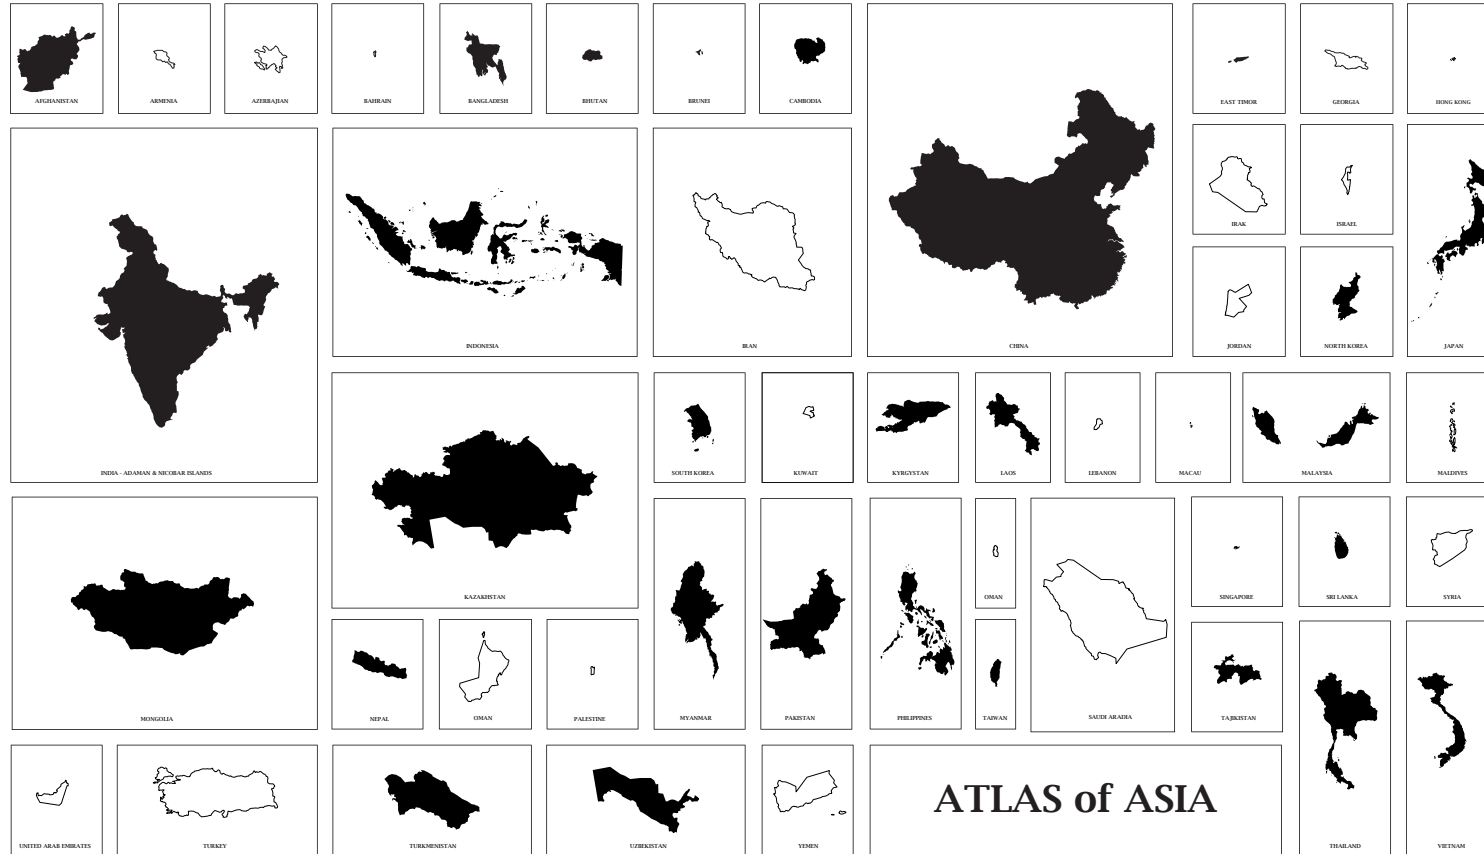 AFGHANISTAN
ARMENIA
AZERBAJIAN
BAHRAIN
BANGLADESH
BHUTAN
BRUNEI
CAMBODIA
EAST TIMOR
GEORGIA
HONG KONG
INDIA - ADAMAN & NICOBAR ISLANDS
INDONESIA
IRAN
CHINA
IRAK
ISRAEL
JORDAN
NORTH KOREA
JAPAN
KAZAKHSTAN
SOUTH KOREA
KUWAIT
KYRGYSTAN
LAOS
LEBANON
MACAU
MALAYSIA
MALDIVES
MONGOLIA
NEPAL
OMAN
PALESTINE
MYANMAR
PAKISTAN
PHILIPPINES
OMAN
TAIWAN
SAUDI ARADIA
SINGAPORE
SRI LANKA
SYRIA
TAJIKISTAN
UNITED ARAB EMIRATES
TURKEY
TURKMENISTAN
UZBEKISTAN
YEMEN
ATLAS of ASIA
THAILAND
VIETNAM